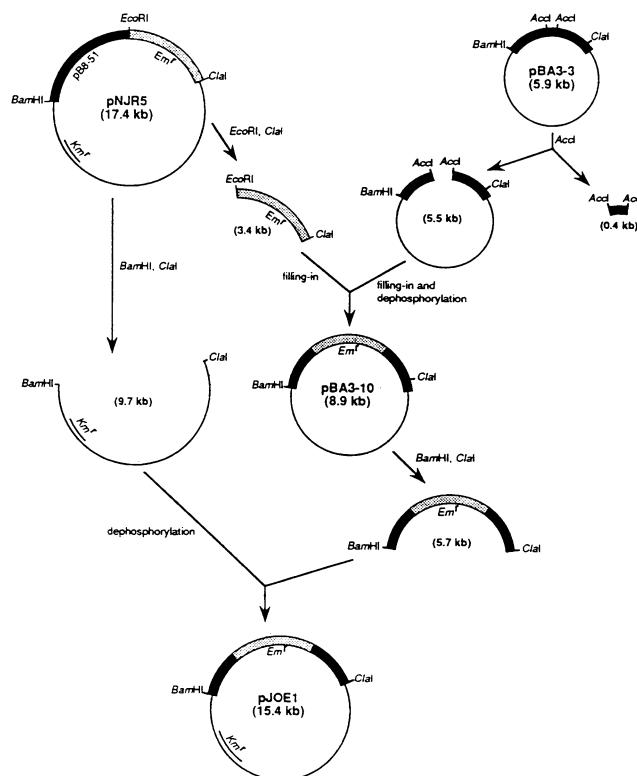 EcoRI
pB8-51
Emr
ClaI
BamHI
pNJR5
(17.4 kb)
Kmr
AccI AccI
BamHI
ClaI
pBA3-3
(5.9 kb)
EcoRI, ClaI
AccI
EcoRI
Emr
(3.4 kb)
ClaI
AccI AccI
BamHI
ClaI
(5.5 kb)
AccI Acc
(0.4 kb)
BamHI, ClaI
filling-in
filling-in and
dephosphorylation
ClaI
BamHI
(9.7 kb)
Kmr
Emr
BamHI
ClaI
pBA3-10
(8.9 kb)
BamHI, ClaI
Emr
BamHI
(5.7 kb)
ClaI
dephosphorylation
Emr
BamHI
ClaI
pJOE1
(15.4 kb)
Kmr